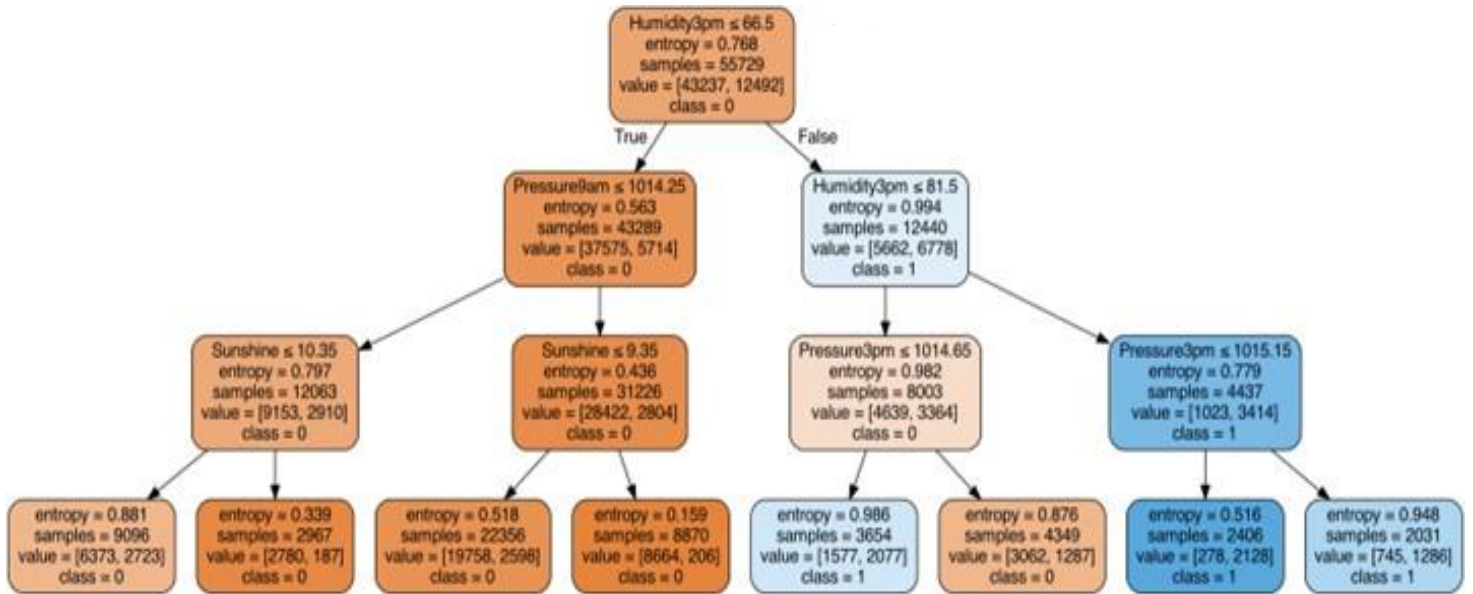 Humidity3pm ≤ 66.5
entropy = 0.768
samples = 55729
value = [43237, 12492]
class = 0
True
False
Pressure9am ≤ 1014.25
entropy = 0.563
samples = 43289
value = [37575, 5714]
class = 0
Humidity3pm ≤ 81.5
entropy = 0.994
samples = 12440
value = [5662, 6778]
class = 1
Sunshine ≤ 10.35
entropy = 0.797
samples = 12063
value = [9153, 2910]
class = 0
Sunshine ≤ 9.35
entropy = 0.436
samples = 31226
value = [28422, 2804]
class = 0
Pressure3pm ≤ 1014.65
entropy = 0.982
samples = 8003
value = [4639, 3364]
class = 0
Pressure3pm ≤ 1015.15
entropy = 0.779
samples = 4437
value = [1023, 3414]
class = 1
entropy = 0.881
samples = 9096
value = [6373, 2723]
class = 0
entropy = 0.339
samples = 2967
value = [2780, 187]
class = 0
entropy = 0.518
samples = 22356
value = [19758, 2598]
class = 0
entropy = 0.159
samples = 8870
value = [8664, 206]
class = 0
entropy = 0.986
samples = 3654
value = [1577, 2077]
class = 1
entropy = 0.876
samples = 4349
value = [3062, 1287]
class = 0
entropy = 0.516
samples = 2406
value = [278, 2128]
class = 1
entropy = 0.948
samples = 2031
value = [745, 1286]
class = 1